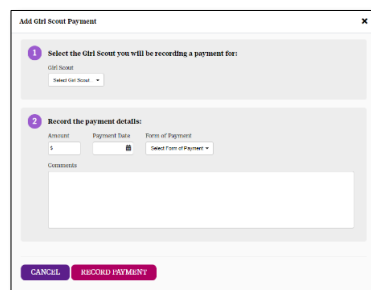 Add Girl Scout Payment
1 Select the Girl Scout you will be recording a payment for:
Girl Scout
Select Girl Scout
2 Record the payment details:
Amount Payment Date Form of Payment
$ Select Form of Payment
Comments
CANCEL RECORD PAYMENT